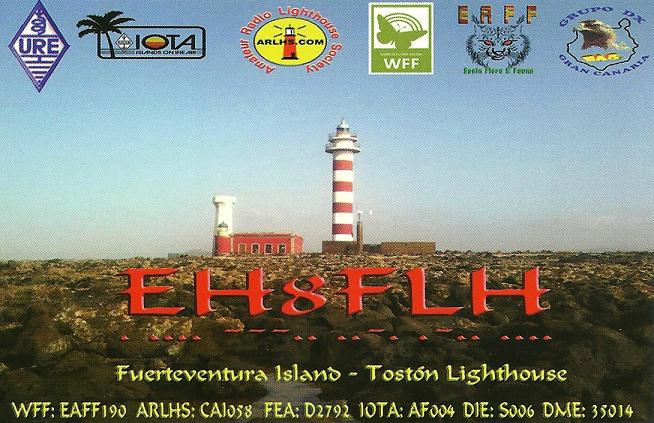 URE
IOTA
ISLANDS ON THE AIR
Amateur Radio Lighthouse Society
ARLHS.COM
WFF
EAFF
Spain Flora & Fauna
GRUPO DX
GRAN CANARIA
EH8FLH
. .... ---.. ..-. .-.. ....
Fuerteventura Island - Tostón Lighthouse
WFF: EAFF190 ARLHS: CAI058 FEA: D2792 IOTA: AF004 DIE: S006 DME: 35014